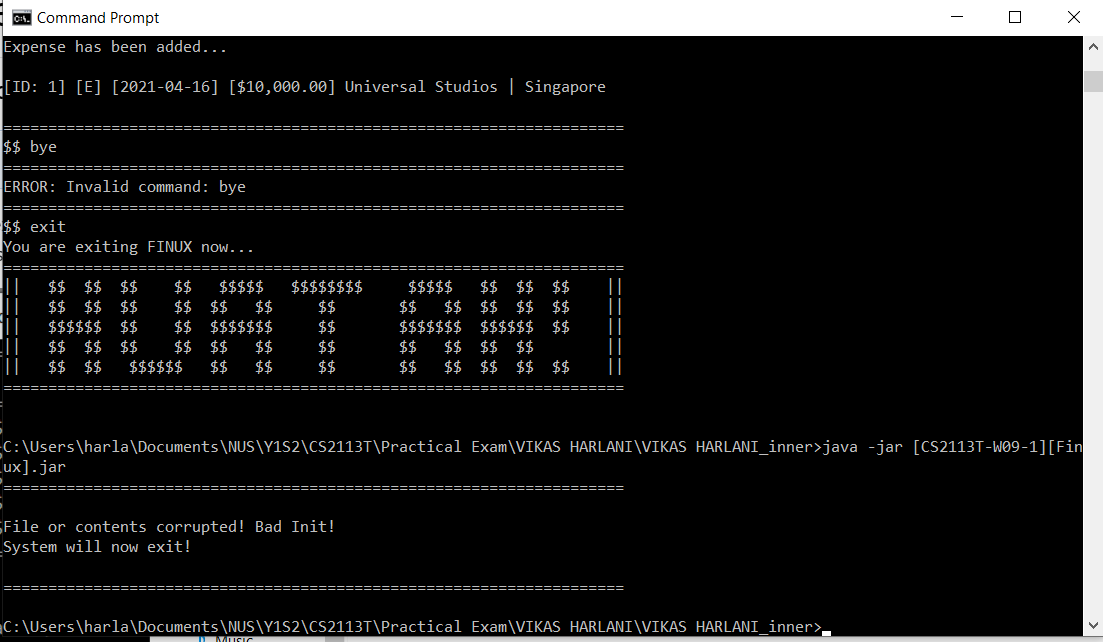 Command Prompt
Expense has been added...
[ID: 1] [E] [2021-04-16] [$10,000.00] Universal Studios | Singapore
=====================================================================
$$ bye
=====================================================================
ERROR: Invalid command: bye
=====================================================================
$$ exit
You are exiting FINUX now...
=====================================================================
||   $$  $$  $$    $$   $$$$$   $$$$$$$$     $$$$$   $$  $$  $$    ||
||   $$  $$  $$    $$  $$   $$     $$       $$   $$  $$  $$  $$    ||
||   $$$$$$  $$    $$  $$$$$$$     $$       $$$$$$$  $$$$$$  $$    ||
||   $$  $$  $$    $$  $$   $$     $$       $$   $$  $$  $$        ||
||   $$  $$   $$$$$$   $$   $$     $$       $$   $$  $$  $$  $$    ||
=====================================================================
C:\Users\harla\Documents\NUS\Y1S2\CS2113T\Practical Exam\VIKAS HARLANI\VIKAS HARLANI_inner>java -jar [CS2113T-W09-1][Fin
ux].jar
=====================================================================
File or contents corrupted! Bad Init!
System will now exit!
=====================================================================
C:\Users\harla\Documents\NUS\Y1S2\CS2113T\Practical Exam\VIKAS HARLANI\VIKAS HARLANI_inner>
Music